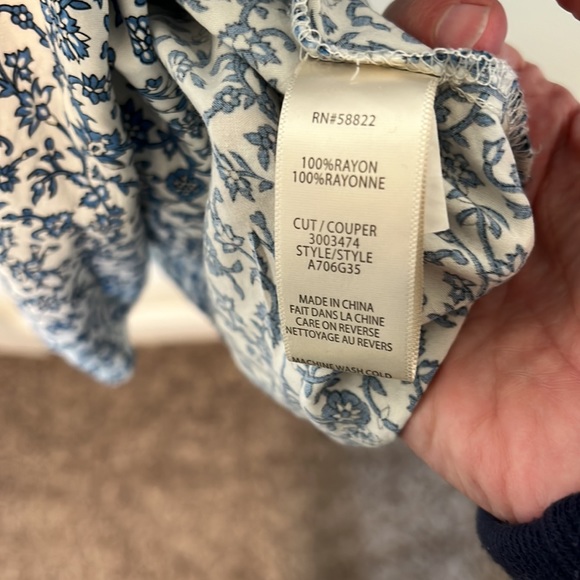 RN#58822
100%RAYON
100%RAYONNE
CUT / COUPER
3003474
STYLE/STYLE
A706G35
MADE IN CHINA
FAIT DANS LA CHINE
CARE ON REVERSE
NETTOYAGE AU REVERS
MACHINE WASH COLD